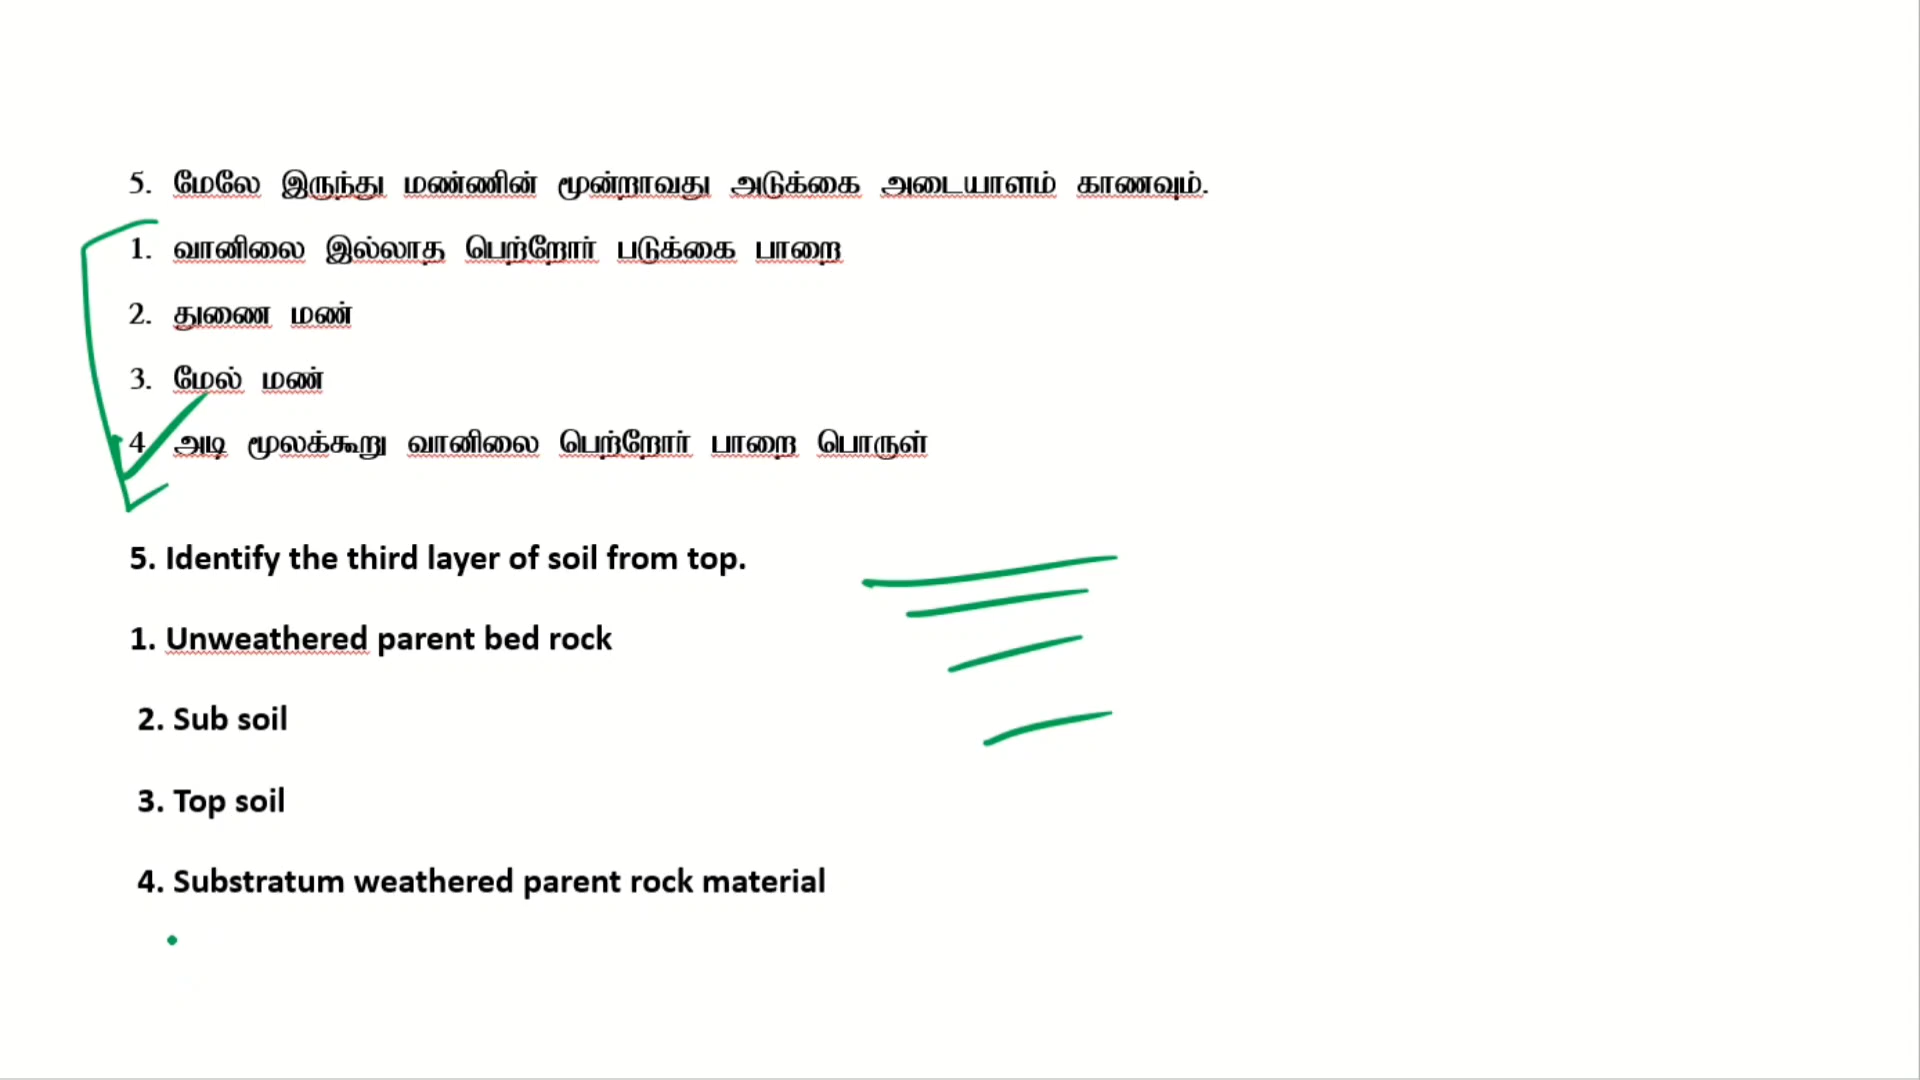 5. மேலே இருந்து மண்ணின் மூன்றாவது அடுக்கை அடையாளம் காணவும்.
1. வானிலை இல்லாத பெற்றோர் படுக்கை பாறை
2. துணை மண்
3. மேல் மண்
4. அடி மூலக்கூறு வானிலை பெற்றோர் பாறை பொருள்
5. Identify the third layer of soil from top.
1. Unweathered parent bed rock
2. Sub soil
3. Top soil
4. Substratum weathered parent rock material